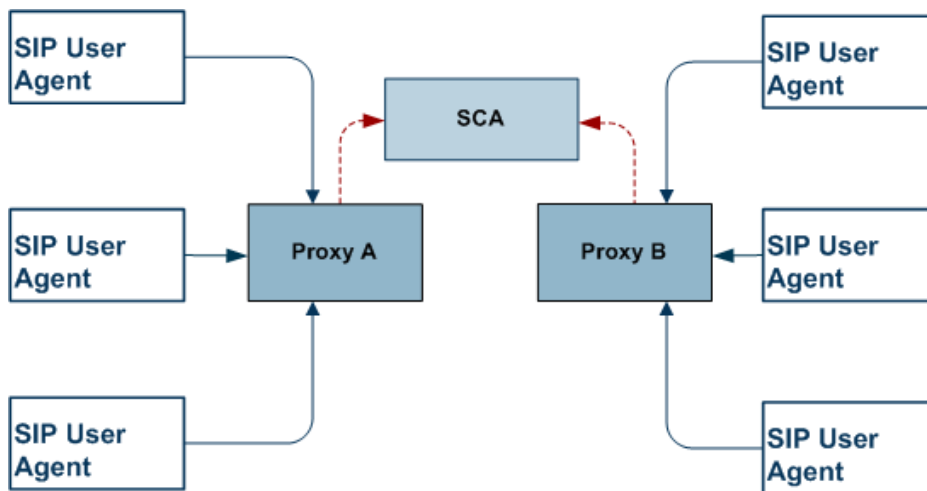 SIP User
Agent
SIP User
Agent
SCA
SIP User
Agent
Proxy A
Proxy B
SIP User
Agent
SIP User
Agent
SIP User
Agent